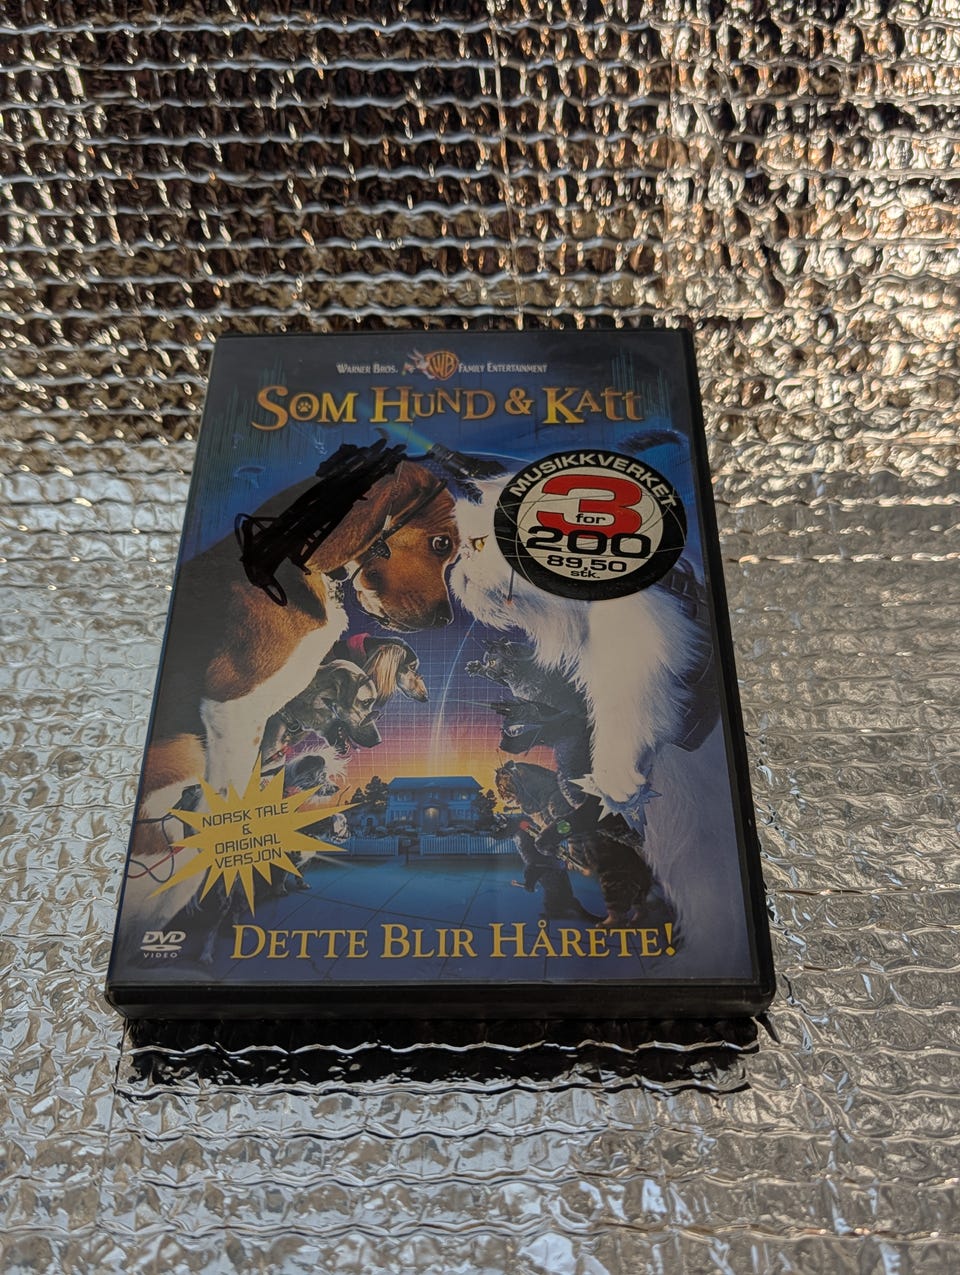 WARNER BROS. WB FAMILY ENTERTAINMENT
SOM HUND & KATT
MUSIKKVERKET
3
for
200
89,50
stk.
NORSK TALE
&
ORIGINAL
VERSJON
DVD
VIDEO
DETTE BLIR HÅRETE!